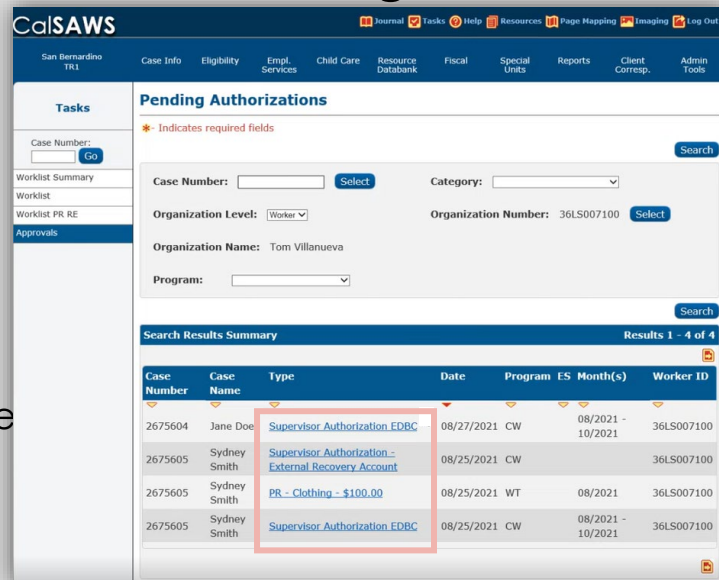 CalSAWS
Journal Tasks Help Resources Page Mapping Imaging Log Out
San Bernardino
TR1
Case Info Eligibility Empl. Services Child Care Resource Databank Fiscal Special Units Reports Client Corresp. Admin Tools
Tasks
Case Number:
Go
Worklist Summary
Worklist
Worklist PR RE
Approvals
Pending Authorizations
*- Indicates required fields
Search
Case Number: Select Category:
Organization Level: Worker Organization Number: 36LS007100 Select
Organization Name: Tom Villanueva
Program:
Search
Search Results Summary Results 1 - 4 of 4
Case Number Case Name Type Date Program ES Month(s) Worker ID
2675604 Jane Doe Supervisor Authorization EDBC 08/27/2021 CW 08/2021 - 10/2021 36LS007100
2675605 Sydney Smith Supervisor Authorization - External Recovery Account 08/25/2021 CW 36LS007100
2675605 Sydney Smith PR - Clothing - $100.00 08/25/2021 WT 08/2021 36LS007100
2675605 Sydney Smith Supervisor Authorization EDBC 08/25/2021 CW 08/2021 - 10/2021 36LS007100